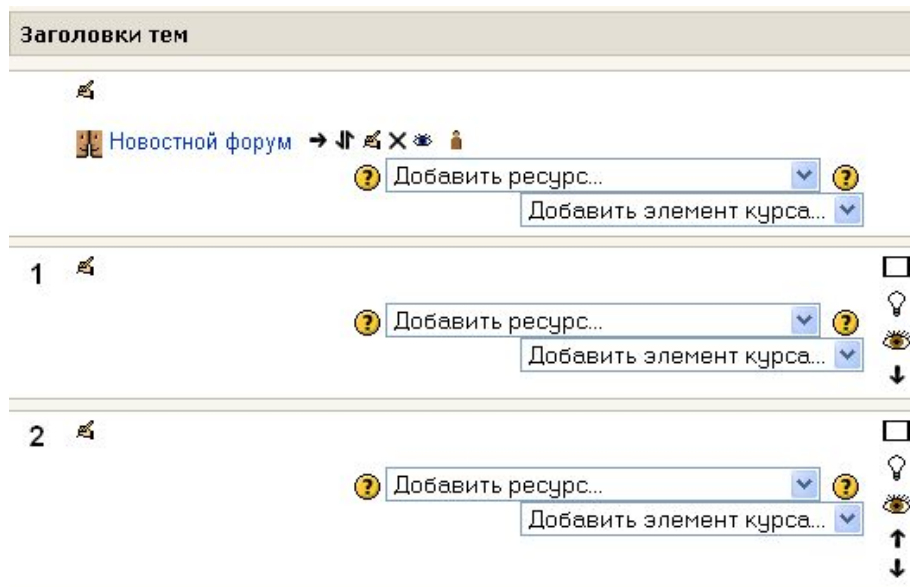 Заголовки тем
Новостной форум
Добавить ресурс...
Добавить элемент курса...
1
Добавить ресурс...
Добавить элемент курса...
2
Добавить ресурс...
Добавить элемент курса...